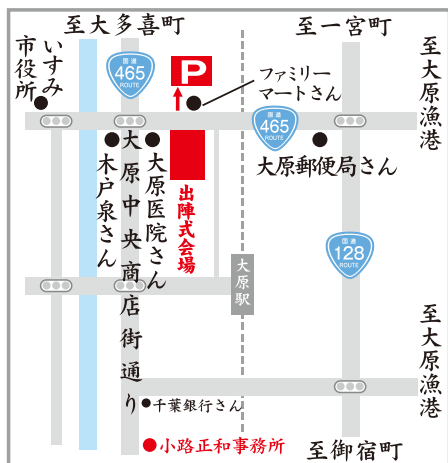 至大多喜町
至一宮町
至大原漁港
いすみ
市役所
国道
465
ROUTE
P
ファミリー
マートさん
国道
465
ROUTE
大原郵便局さん
木戸泉さん
大原中央商店街通り
大原医院さん
出陣式会場
大原駅
国道
128
ROUTE
至大原漁港
千葉銀行さん
小路正和事務所
至御宿町